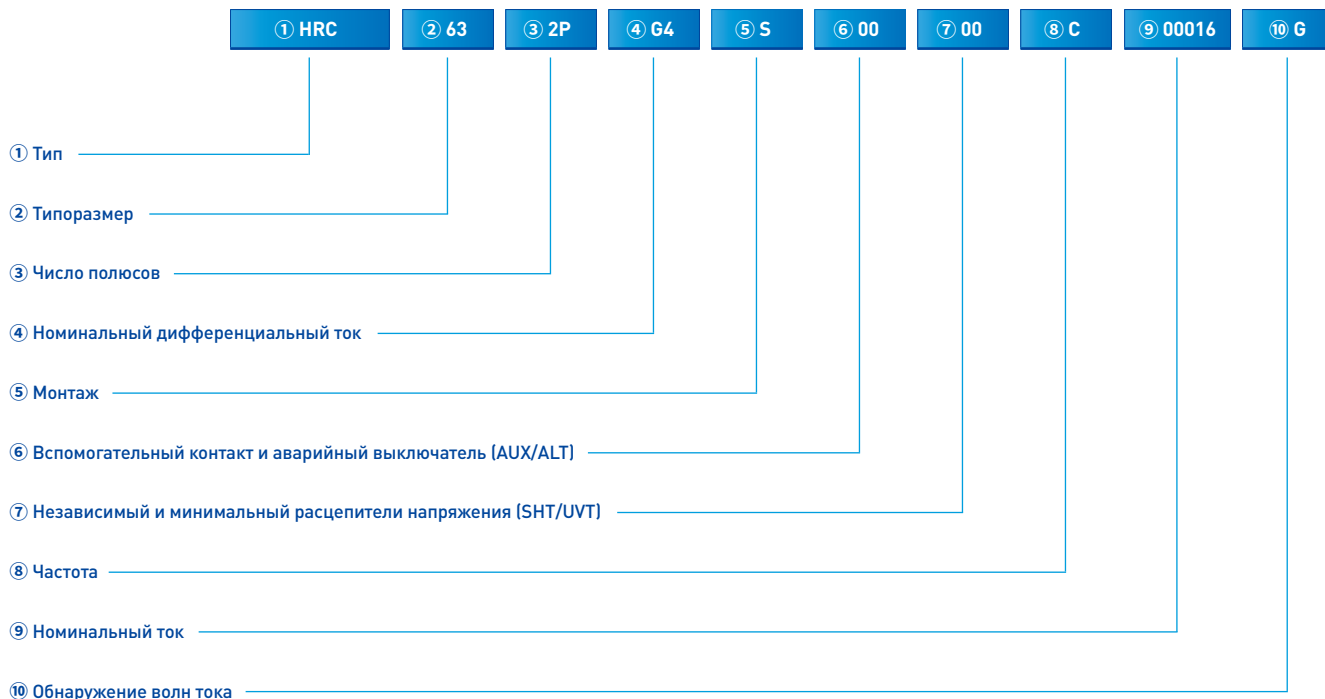 ① HRC ② 63 ③ 2P ④ G4 ⑤ S ⑥ 00 ⑦ 00 ⑧ C ⑨ 00016 ⑩ G
① Тип
② Типоразмер
③ Число полюсов
④ Номинальный дифференциальный ток
⑤ Монтаж
⑥ Вспомогательный контакт и аварийный выключатель (AUX/ALT)
⑦ Независимый и минимальный расцепители напряжения (SHT/UVT)
⑧ Частота
⑨ Номинальный ток
⑩ Обнаружение волн тока